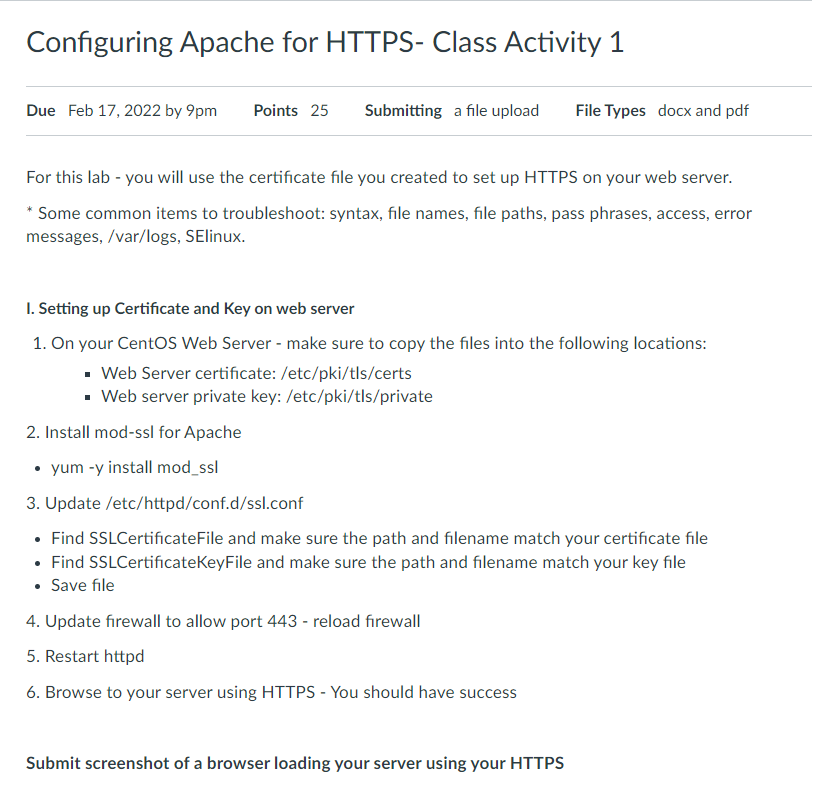 Configuring Apache for HTTPS- Class Activity 1
Due Feb 17, 2022 by 9pm Points 25 Submitting a file upload File Types docx and pdf
For this lab - you will use the certificate file you created to set up HTTPS on your web server.
* Some common items to troubleshoot: syntax, file names, file paths, pass phrases, access, error
messages, /var/logs, SElinux.
I. Setting up Certificate and Key on web server
1. On your CentOS Web Server - make sure to copy the files into the following locations:
▪ Web Server certificate: /etc/pki/tls/certs
▪ Web server private key: /etc/pki/tls/private
2. Install mod-ssl for Apache
• yum -y install mod_ssl
3. Update /etc/httpd/conf.d/ssl.conf
• Find SSLCertificateFile and make sure the path and filename match your certificate file
• Find SSLCertificateKeyFile and make sure the path and filename match your key file
• Save file
4. Update firewall to allow port 443 - reload firewall
5. Restart httpd
6. Browse to your server using HTTPS - You should have success
Submit screenshot of a browser loading your server using your HTTPS